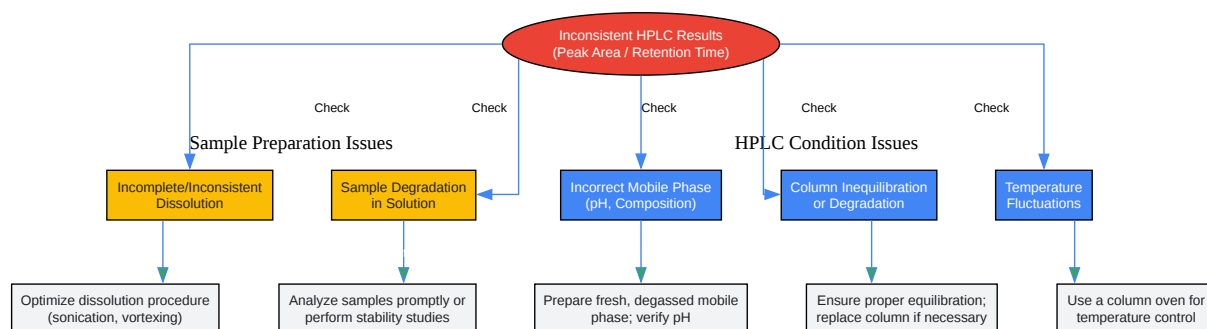 Inconsistent HPLC Results
(Peak Area / Retention Time)
Check
Check
Check
Check
Check
Sample Preparation Issues
HPLC Condition Issues
Incomplete/Inconsistent
Dissolution
Sample Degradation
in Solution
Incorrect Mobile Phase
(pH, Composition)
Column Inequilibration
or Degradation
Temperature
Fluctuations
Optimize dissolution procedure
(sonication, vortexing)
Analyze samples promptly or
perform stability studies
Prepare fresh, degassed mobile
phase; verify pH
Ensure proper equilibration;
replace column if necessary
Use a column oven for
temperature control